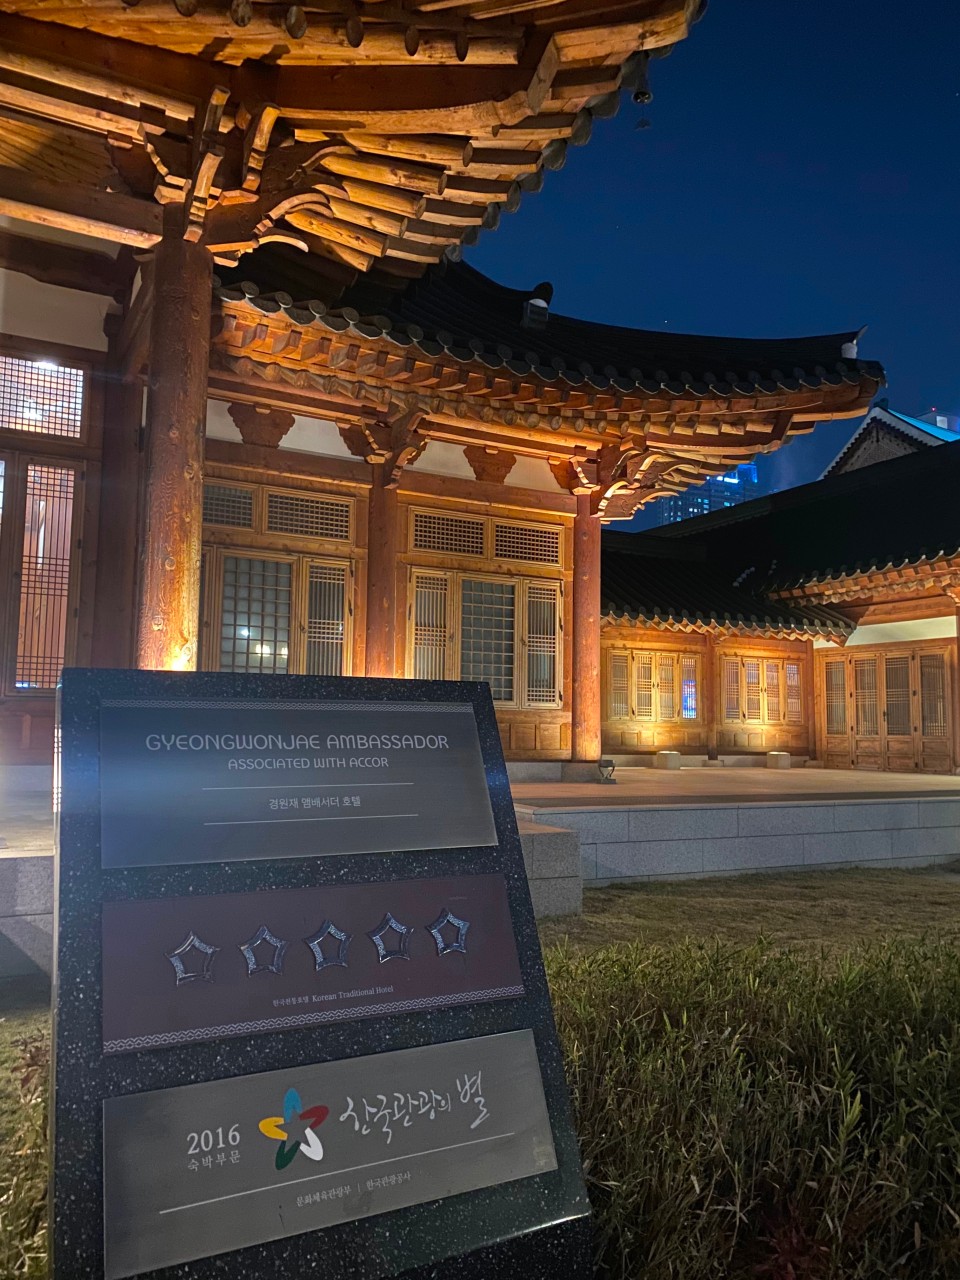 GYEONGWONJAE AMBASSADOR
ASSOCIATED WITH ACCOR
경원재 앰배서더 호텔
한국전통호텔 Korean Traditional Hotel
2016
숙박부문
한국관광의 별
문화체육관광부 | 한국관광공사